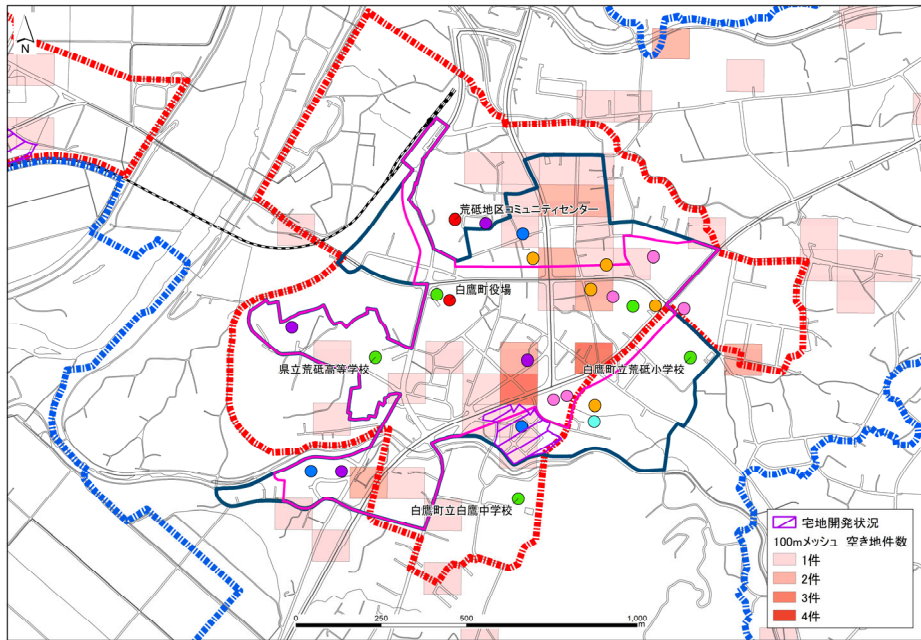 N
荒砥地区コミュニティセンター
白鷹町役場
県立荒砥高等学校
白鷹町立荒砥小学校
白鷹町立白鷹中学校
宅地開発状況
100mメッシュ 空き地件数
1件
2件
3件
4件
0 250 500 1,000
m